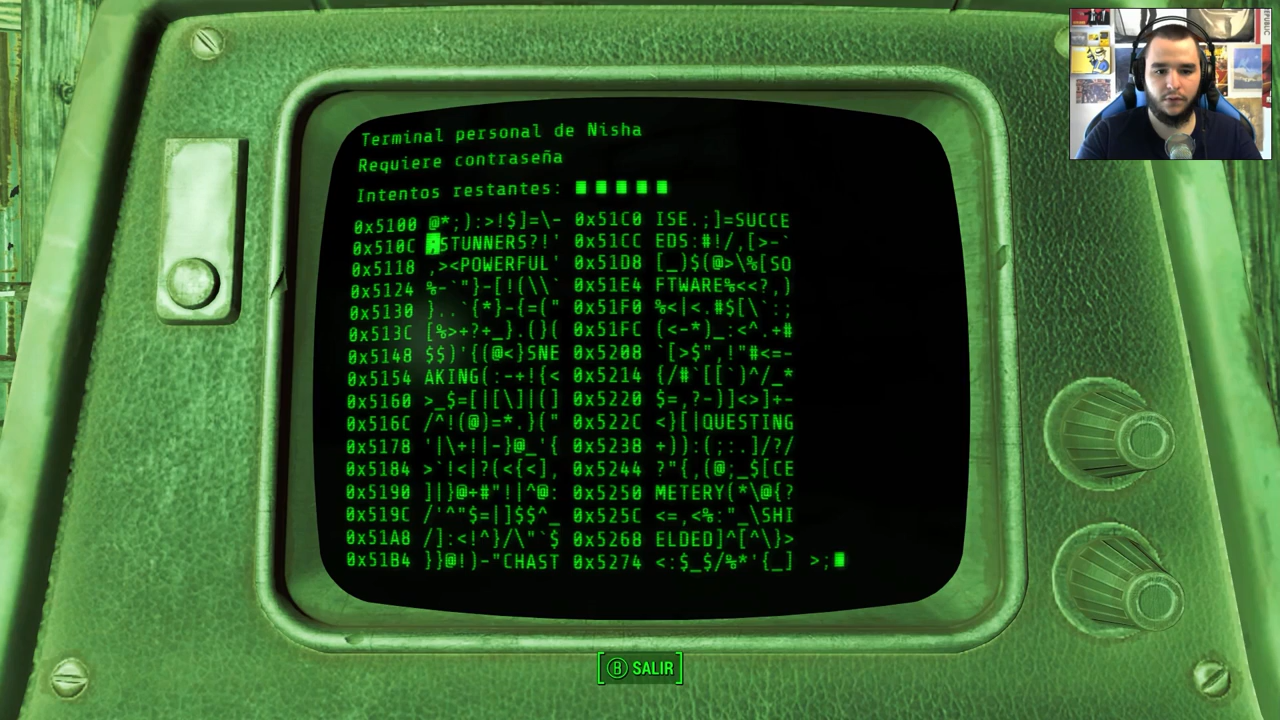 Terminal personal de Nisha
Requiere contraseña
Intentos restantes:
0x5100 @*;):>!$]=\- 0x51C0 ISE.;]=SUCCE
0x510C ;STUNNERS?!' 0x51CC EDS:#!/,[>-`
0x5118 ,><POWERFUL' 0x51D8 [_)$(@>\%[SO
0x5124 %-`"}-[!(\\` 0x51E4 FTWARE%<<?,)
0x5130 }..`{*}-{=(" 0x51F0 %<|<.#$[\`:;
0x513C [%>+?+_}.(}( 0x51FC (<-*)_:<^.+#
0x5148 $$)'{(@<}SNE 0x5208 `[>$",!"#<=-
0x5154 AKING(:-+!{< 0x5214 {/#`[[`)^/_*
0x5160 >_$=[|[\]|(] 0x5220 $=,?-)]<>]+-
0x516C /^!(@)=*.}(" 0x522C <}[|QUESTING
0x5178 '|\+!|-}@_'{ 0x5238 +)):(;:.]/?/
0x5184 >`!<|?(<{<], 0x5244 ?"{,(@;_$[CE
0x5190 ]|}@+#"!|^@: 0x5250 METERY(*\@{?
0x519C /'^"$=|]$$^_ 0x525C <=,<%:"_\SHI
0x51A8 /]:<!^}/\"`$ 0x5268 ELDED]^[^\}>
0x51B4 }}@!)-"CHAST 0x5274 <:$_$/%*'{_] >;
B SALIR